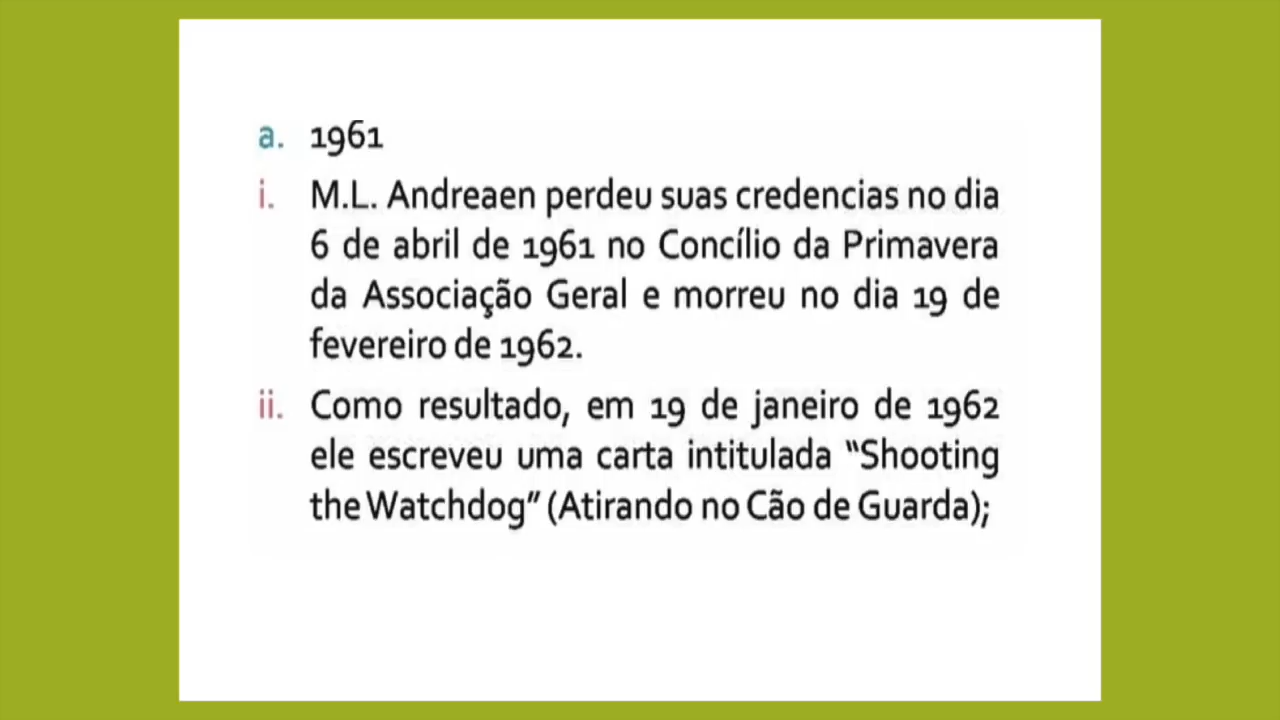 a. 1961
i. M.L. Andreaen perdeu suas credencias no dia
6 de abril de 1961 no Concílio da Primavera
da Associação Geral e morreu no dia 19 de
fevereiro de 1962.
ii. Como resultado, em 19 de janeiro de 1962
ele escreveu uma carta intitulada “Shooting
the Watchdog” (Atirando no Cão de Guarda);